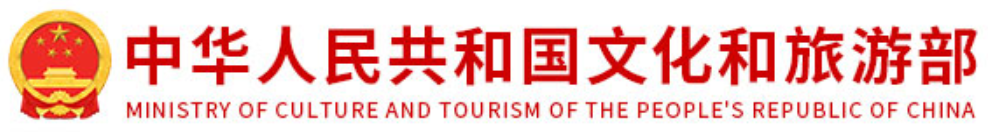 中华人民共和国文化和旅游部
MINISTRY OF CULTURE AND TOURISM OF THE PEOPLE'S REPUBLIC OF CHINA